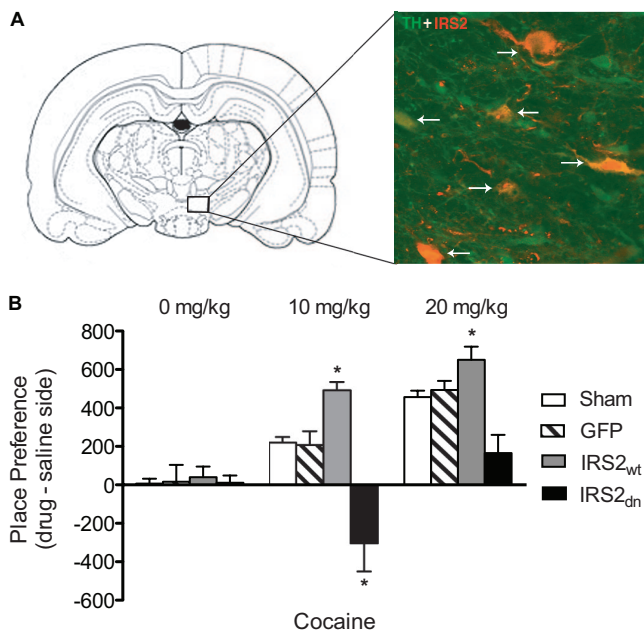 A
TH+IRS2
B
0 mg/kg 10 mg/kg 20 mg/kg
Place Preference
(drug - saline side)
800
600
400
200
0
-200
-400
-600
*
*
*
Sham
GFP
IRS2wt
IRS2dn
Cocaine